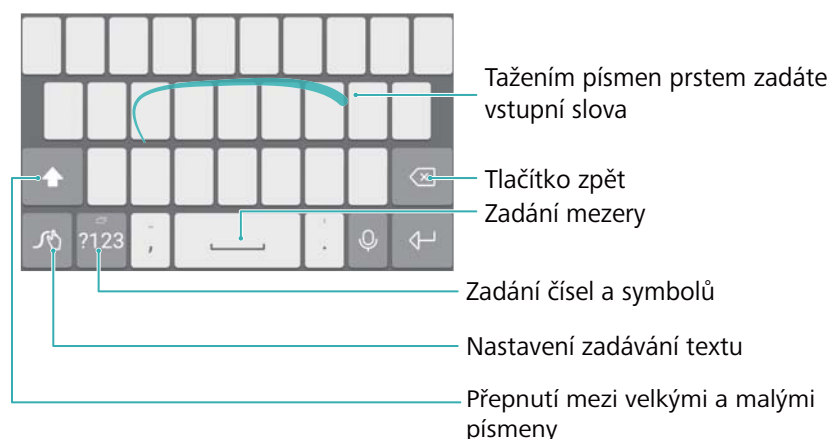 Tažením písmen prstem zadáte
vstupní slova
Tlačítko zpět
Zadání mezery
?123
,
.
Zadání čísel a symbolů
Nastavení zadávání textu
Přepnutí mezi velkými a malými
písmeny